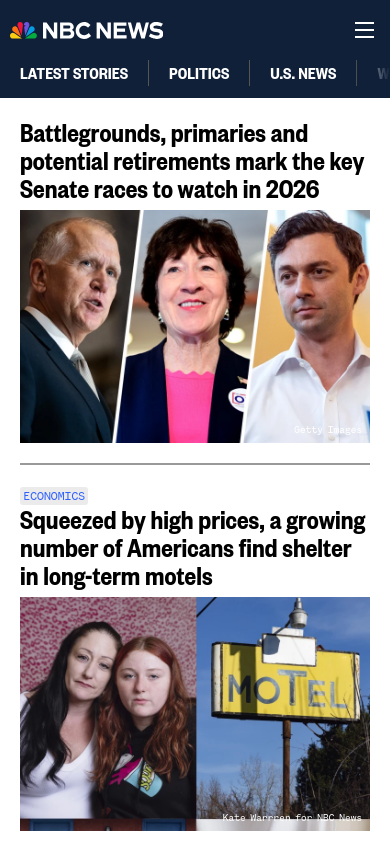 NBC NEWS
LATEST STORIES
POLITICS
U.S. NEWS
Battlegrounds, primaries and
potential retirements mark the key
Senate races to watch in 2026
Getty Images
ECONOMICS
Squeezed by high prices, a growing
number of Americans find shelter
in long-term motels
MOTEL
Kate Warren for NBC News